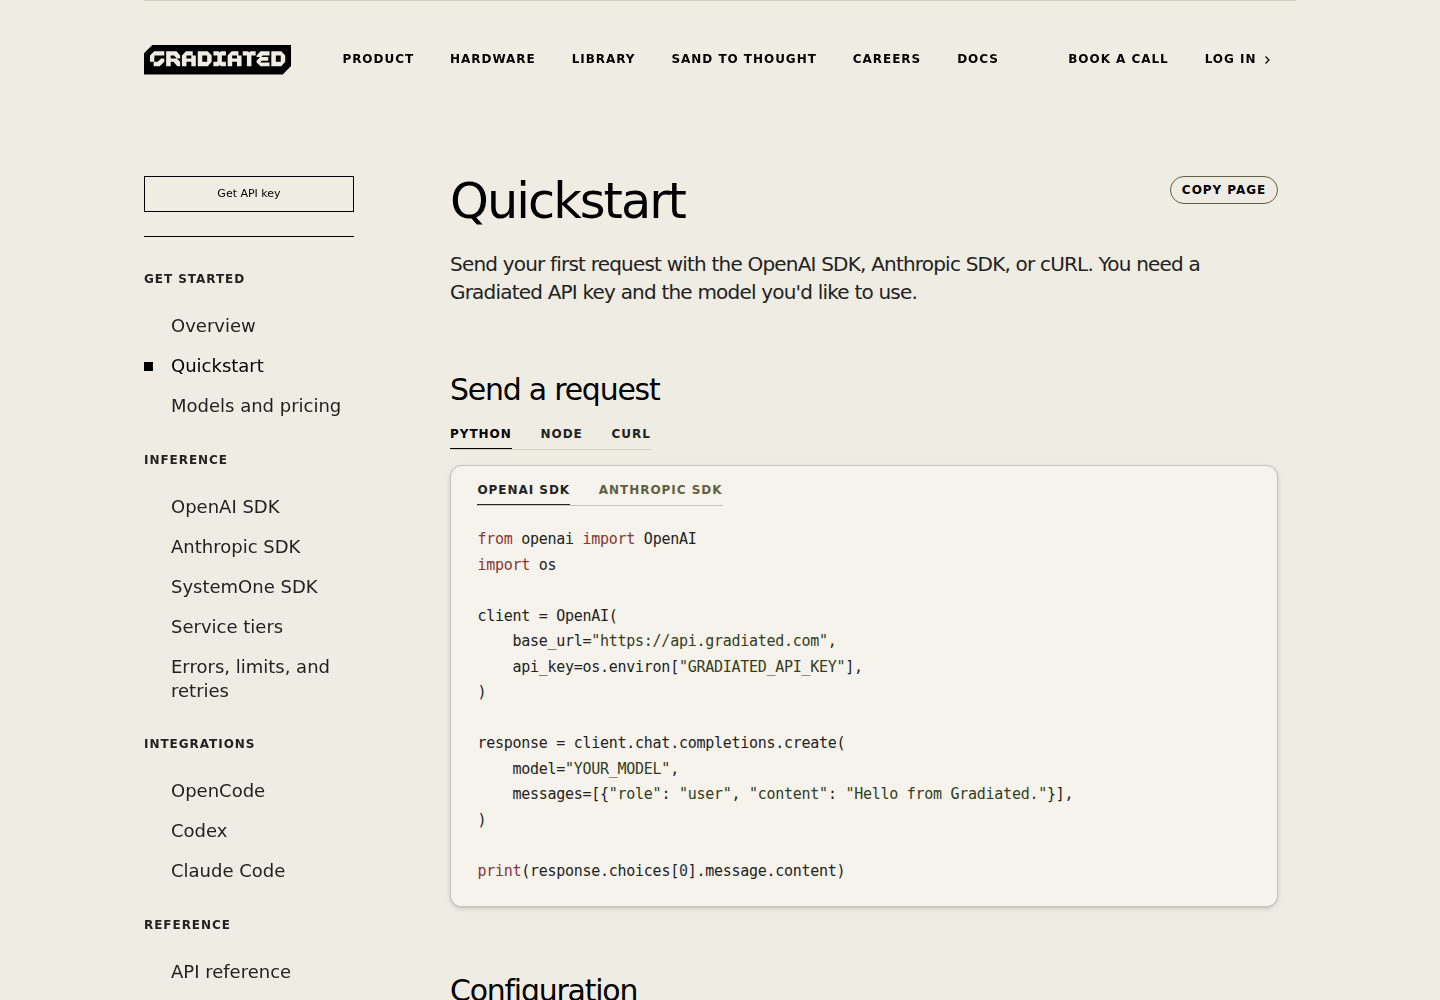 GRADIATED
PRODUCT HARDWARE LIBRARY SAND TO THOUGHT CAREERS DOCS BOOK A CALL LOG IN
Get API key
GET STARTED
Overview
Quickstart
Models and pricing
INFERENCE
OpenAI SDK
Anthropic SDK
SystemOne SDK
Service tiers
Errors, limits, and
retries
INTEGRATIONS
OpenCode
Codex
Claude Code
REFERENCE
API reference
Quickstart
COPY PAGE
Send your first request with the OpenAI SDK, Anthropic SDK, or cURL. You need a
Gradiated API key and the model you'd like to use.
Send a request
PYTHON NODE CURL
OPENAI SDK ANTHROPIC SDK
from openai import OpenAI
import os
client = OpenAI(
    base_url="https://api.gradiated.com",
    api_key=os.environ["GRADIATED_API_KEY"],
)
response = client.chat.completions.create(
    model="YOUR_MODEL",
    messages=[{"role": "user", "content": "Hello from Gradiated."}],
)
print(response.choices[0].message.content)
Configuration